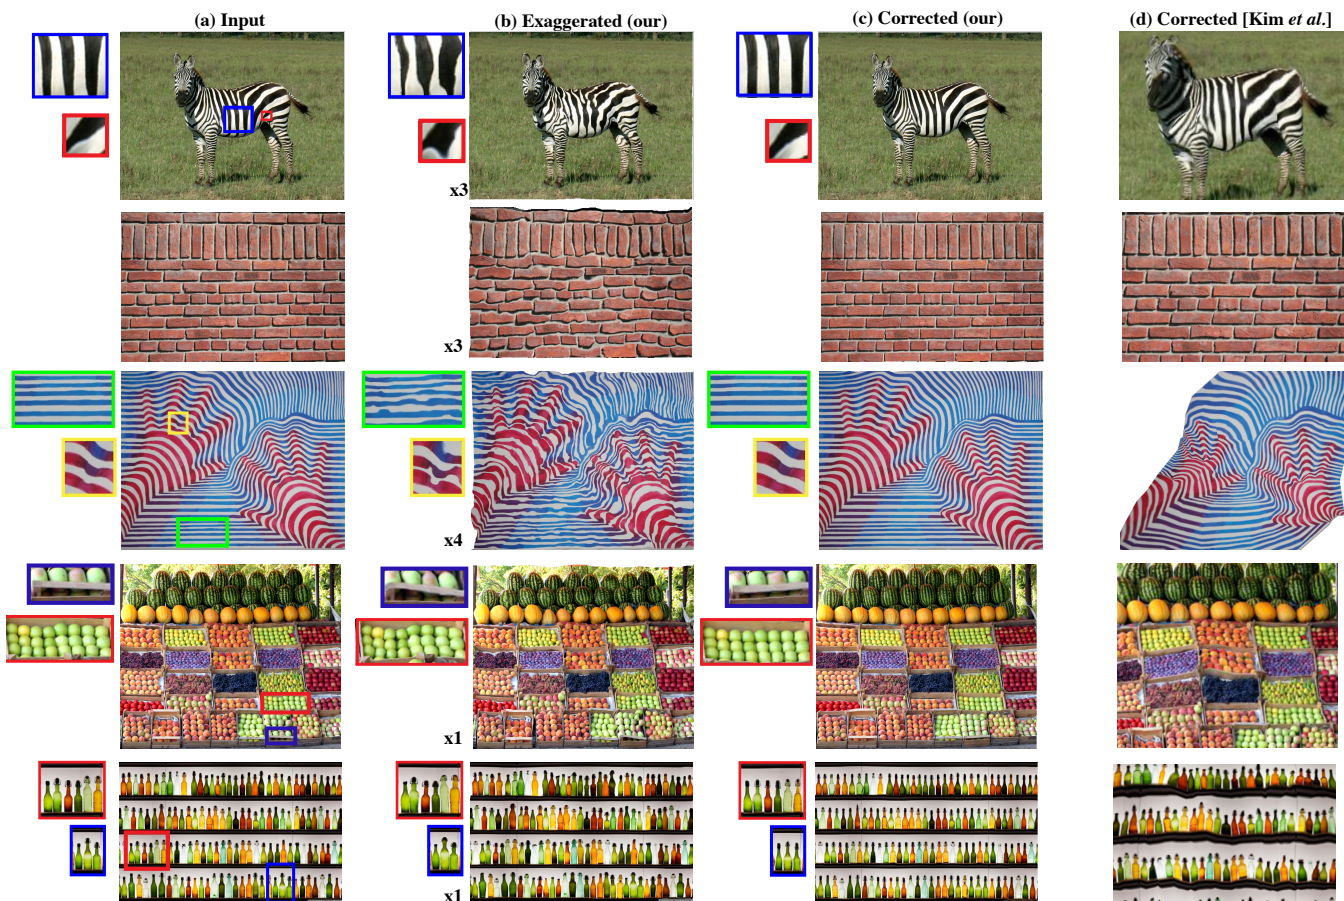 (a) Input
(b) Exaggerated (our)
(c) Corrected (our)
(d) Corrected [Kim et al.]
x3
x3
x4
x1
x1